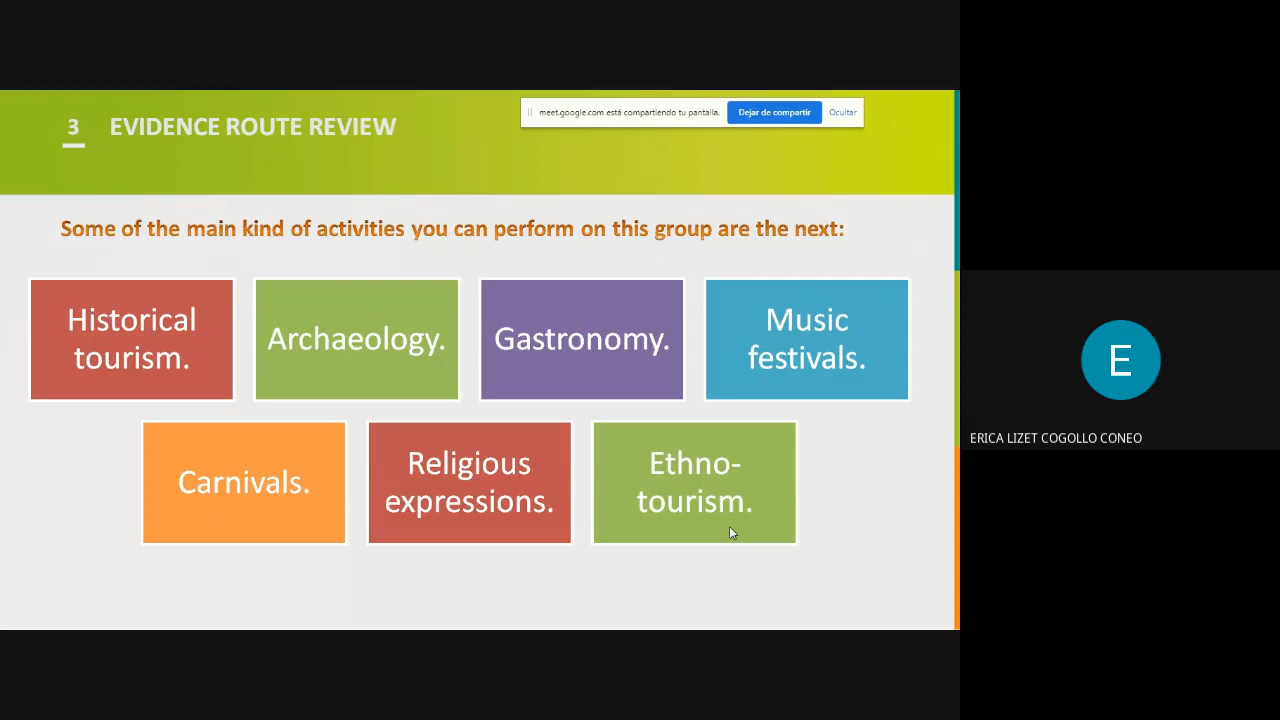 3 EVIDENCE ROUTE REVIEW
meet.google.com está compartiendo tu pantalla. Dejar de compartir Ocultar
Some of the main kind of activities you can perform on this group are the next:
Historical
tourism.
Archaeology.
Gastronomy.
Music
festivals.
Carnivals.
Religious
expressions.
Ethno-
tourism.
E
ERICA LIZET COGOLLO CONEO